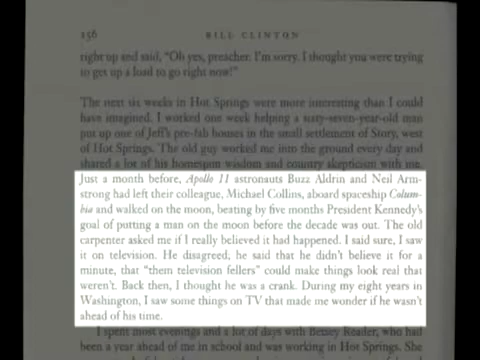 156 BILL CLINTON
right up and said, "Oh yes, preacher. I'm sorry. I thought you were trying
to get up a load to go right now!"
The next six weeks in Hot Springs were more interesting than I could
have imagined. I worked one week helping a sixty-seven-year-old man
put up one of Jeff's pre-fab houses in the small settlement of Story, west
of Hot Springs. The old guy worked me into the ground every day and
shared a lot of his homespun wisdom and country skepticism with me.
Just a month before, Apollo 11 astronauts Buzz Aldrin and Neil Arm-
strong had left their colleague, Michael Collins, aboard spaceship Colum-
bia and walked on the moon, beating by five months President Kennedy's
goal of putting a man on the moon before the decade was out. The old
carpenter asked me if I really believed it had happened. I said sure, I saw
it on television. He disagreed, he said that he didn't believe it for a
minute, that "them television fellers" could make things look real that
weren't. Back then, I thought he was a crank. During my eight years in
Washington, I saw some things on TV that made me wonder if he wasn't
ahead of his time.
I spent most evenings and a lot of days with Betsey Reader, who had
been a year ahead of me in school and was working in Hot Springs. She